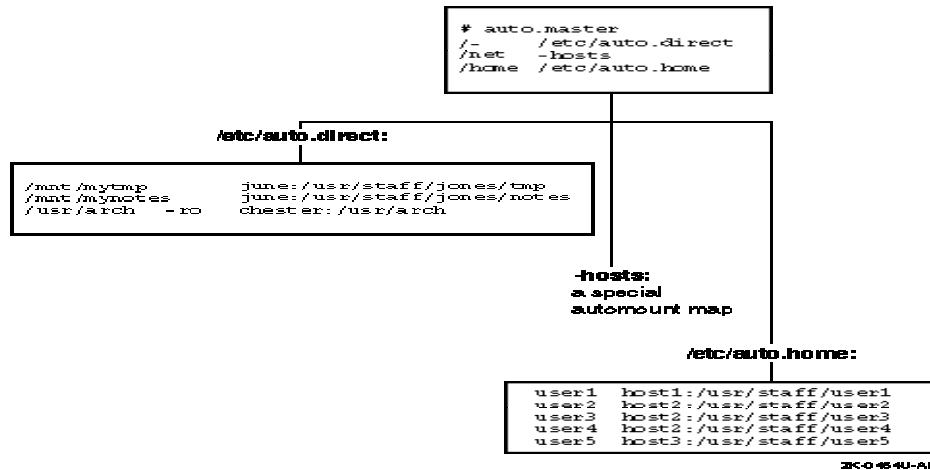 # auto.master
/- /etc/auto.direct
/net -hosts
/home /etc/auto.home
/etc/auto.direct:
/mnt/mytmp june:/usr/staff/jones/tmp
/mnt/mynotes june:/usr/staff/jones/notes
/usr/arch -ro chester:/usr/arch
-hosts:
a special
automount map
/etc/auto.home:
user1 host1:/usr/staff/user1
user2 host2:/usr/staff/user2
user3 host2:/usr/staff/user3
user4 host2:/usr/staff/user4
user5 host3:/usr/staff/user5